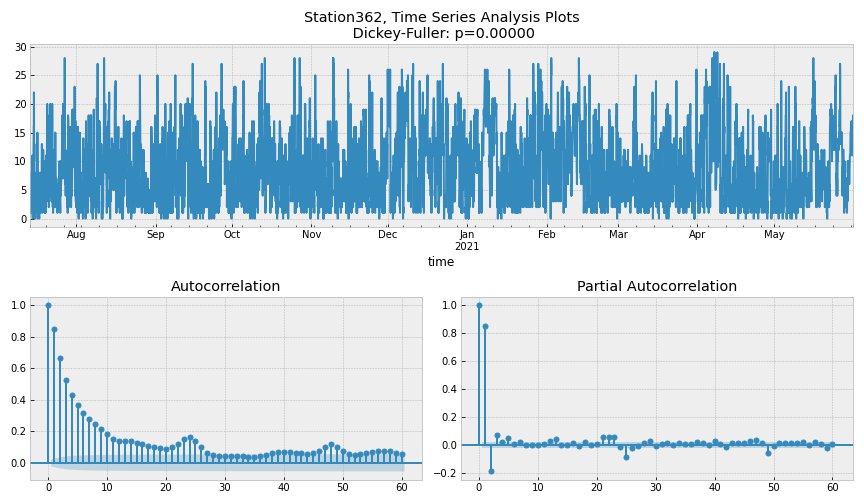 Station362, Time Series Analysis Plots
Dickey-Fuller: p=0.00000
30
25
20
15
10
5
0
Aug Sep Oct Nov Dec Jan Feb Mar Apr May
2021
time
Autocorrelation
1.0
0.8
0.6
0.4
0.2
0.0
0 10 20 30 40 50 60
Partial Autocorrelation
1.0
0.8
0.6
0.4
0.2
0.0
−0.2
0 10 20 30 40 50 60